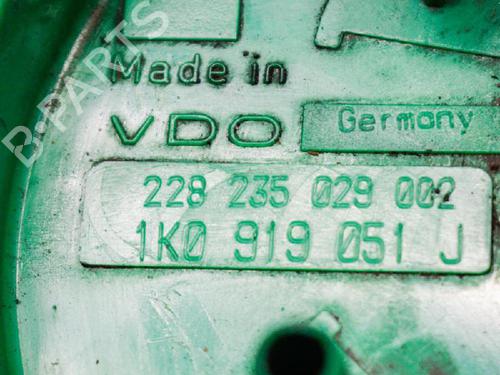 B-PARTS
Made in
VDO Germany
228 235 029 002
1K0 919 051 J